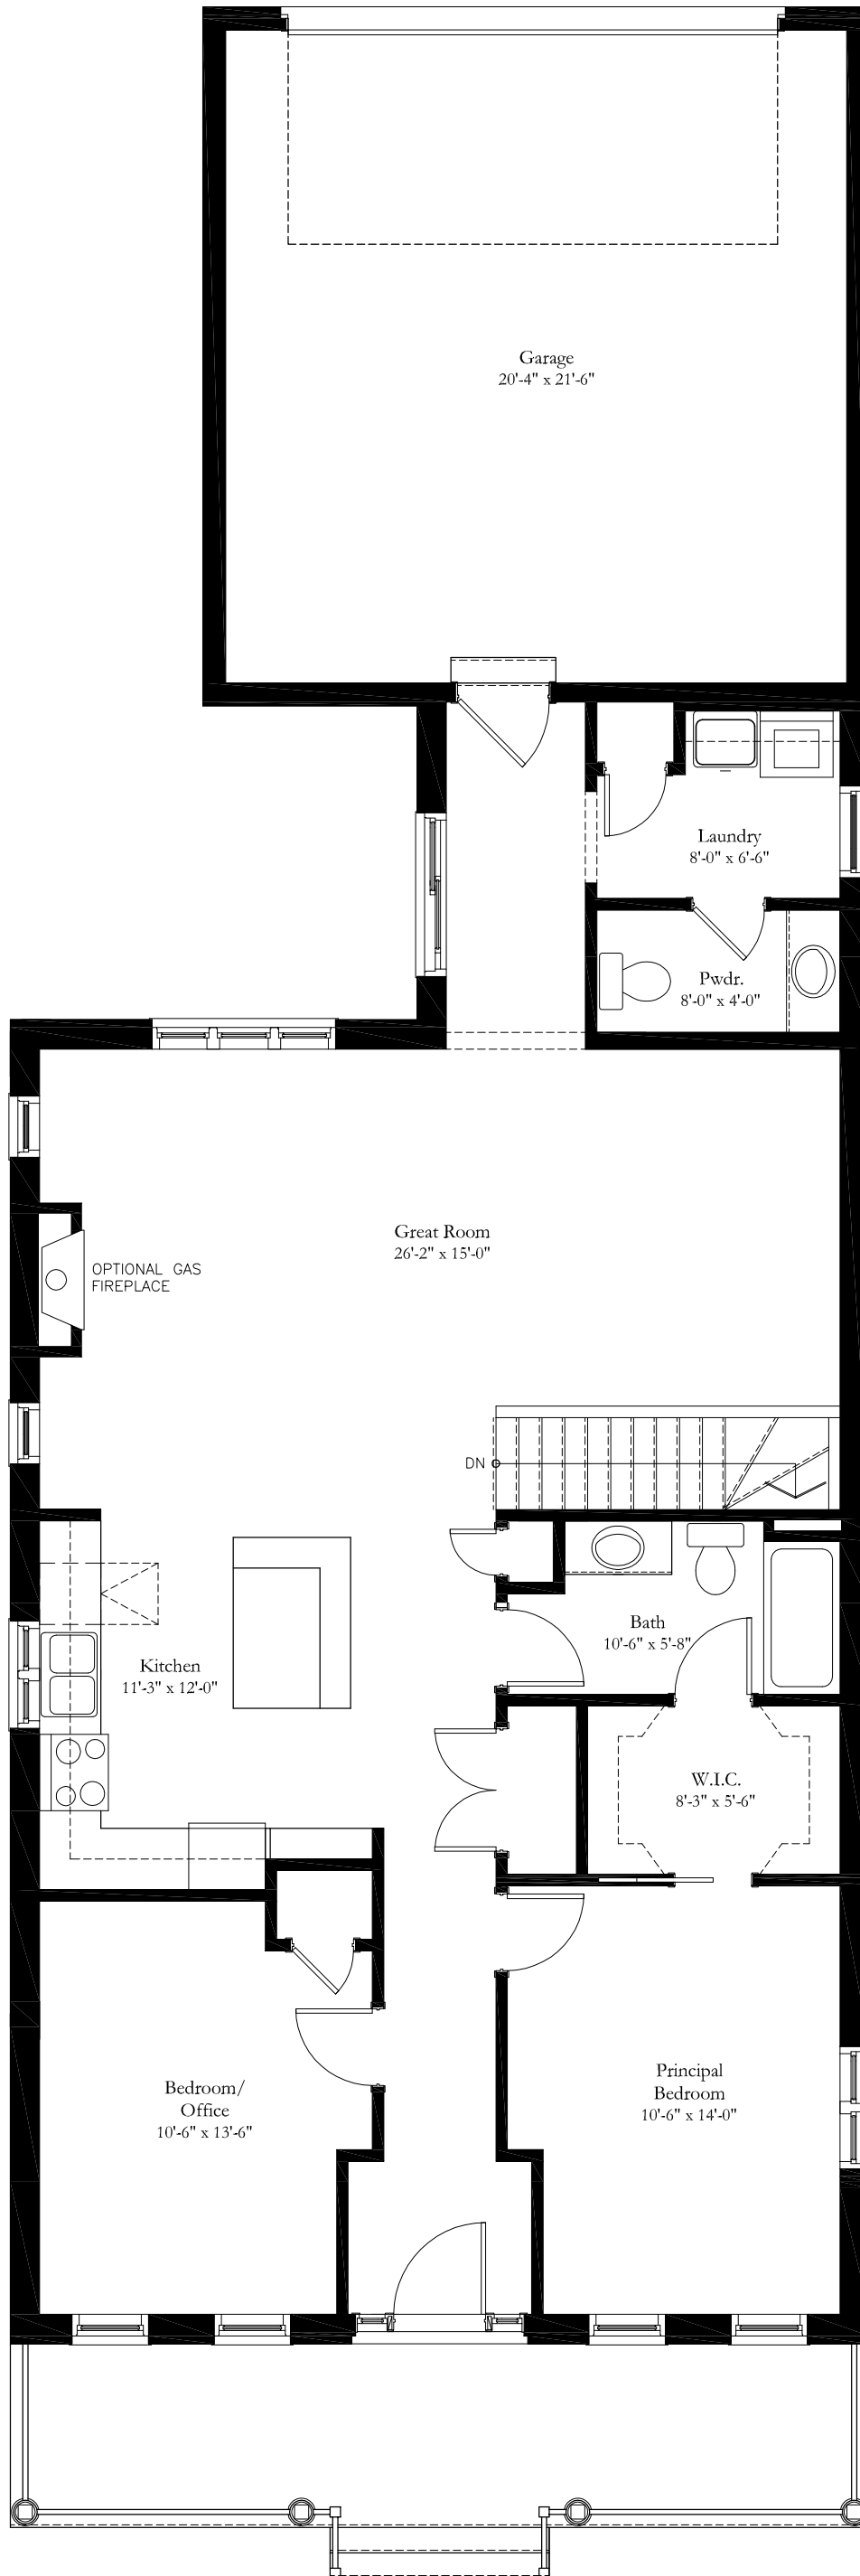 Garage
20'-4" x 21'-6"
Laundry
8'-0" x 6'-6"
Pwdr.
8'-0" x 4'-0"
Great Room
26'-2" x 15'-0"
OPTIONAL GAS
FIREPLACE
DN
Bath
10'-6" x 5'-8"
Kitchen
11'-3" x 12'-0"
W.I.C.
8'-3" x 5'-6"
Principal
Bedroom
10'-6" x 14'-0"
Bedroom/
Office
10'-6" x 13'-6"